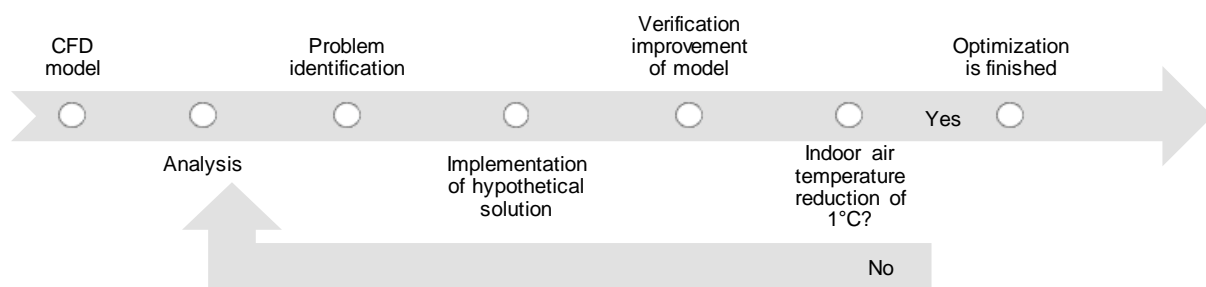 CFD
model
Analysis
Problem
identification
Implementation
of hypothetical
solution
Verification
improvement
of model
Indoor air
temperature
reduction of
1°C?
Yes
Optimization
is finished
No